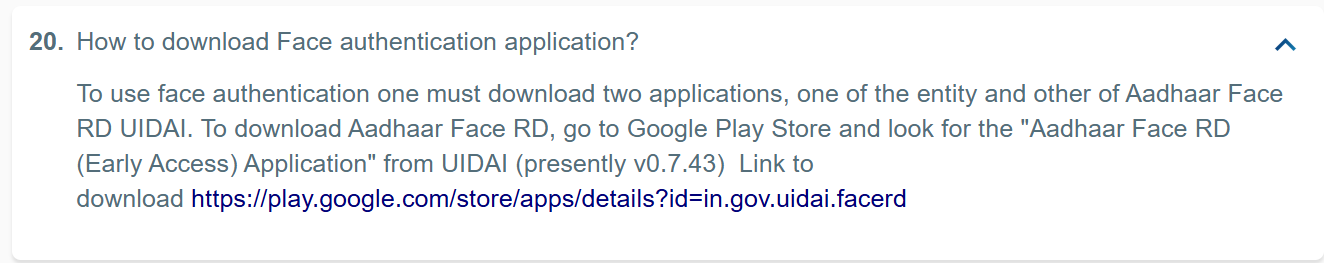 20. How to download Face authentication application?
To use face authentication one must download two applications, one of the entity and other of Aadhaar Face
RD UIDAI. To download Aadhaar Face RD, go to Google Play Store and look for the "Aadhaar Face RD
(Early Access) Application" from UIDAI (presently v0.7.43)  Link to
download https://play.google.com/store/apps/details?id=in.gov.uidai.facerd